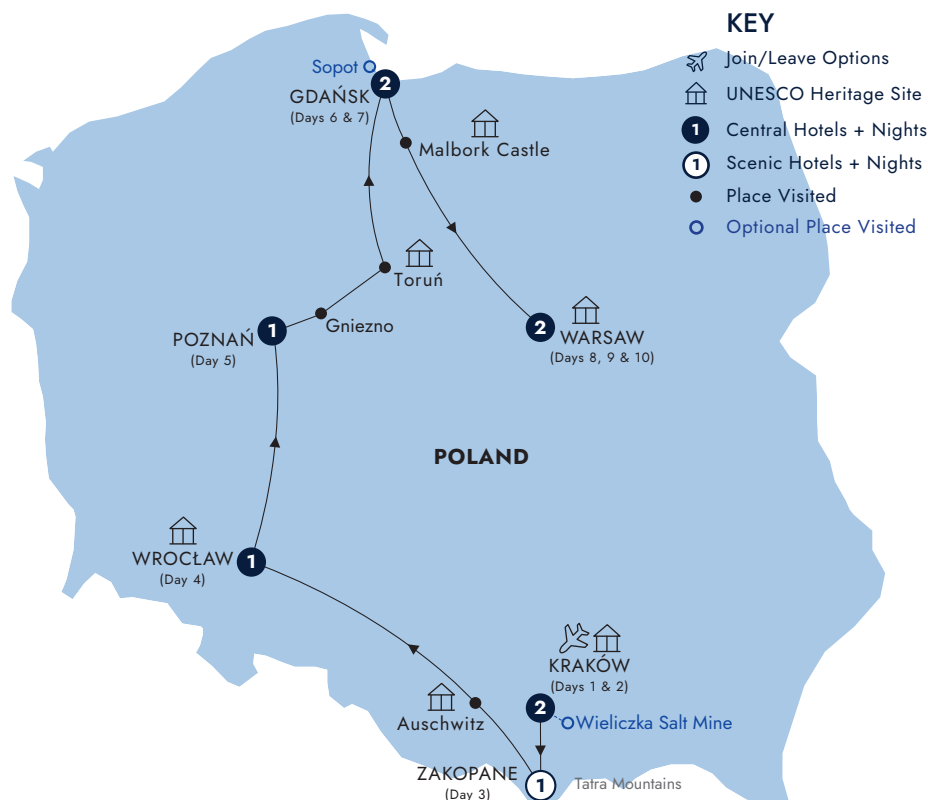 KEY
Join/Leave Options
UNESCO Heritage Site
1 Central Hotels + Nights
1 Scenic Hotels + Nights
Place Visited
Optional Place Visited
Sopot
2
GDAŃSK
(Days 6 & 7)
Malbork Castle
Toruń
Gniezno
1
POZNAŃ
(Day 5)
2
WARSAW
(Days 8, 9 & 10)
POLAND
WROCŁAW
1
(Day 4)
KRAKÓW
(Days 1 & 2)
2
Wieliczka Salt Mine
Auschwitz
ZAKOPANE
(Day 3)
1
Tatra Mountains